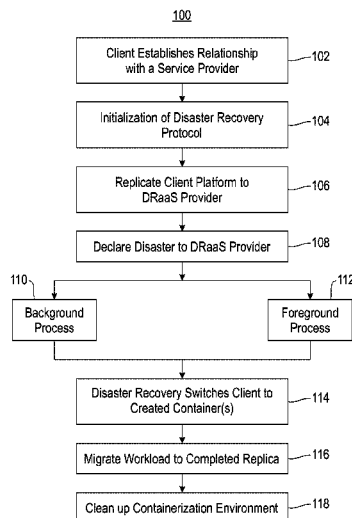 100
Client Establishes Relationship
with a Service Provider
102
Initialization of Disaster Recovery
Protocol
104
Replicate Client Platform to
DRaaS Provider
106
Declare Disaster to DRaaS Provider
108
110
Background
Process
112
Foreground
Process
Disaster Recovery Switches Client to
Created Container(s)
114
Migrate Workload to Completed Replica
116
Clean up Containerization Environment
118